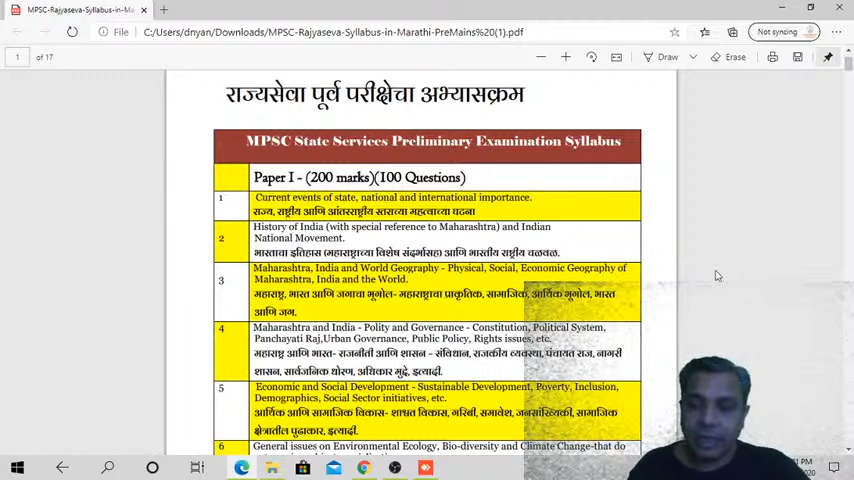 MPSC-Rajyaseva-Syllabus-in-Ma
File C:/Users/dnyan/Downloads/MPSC-Rajyaseva-Syllabus-in-Marathi-PreMains%20(1).pdf Not syncing
1 of 17 Draw Erase
राज्यसेवा पूर्व परीक्षेचा अभ्यासक्रम
MPSC State Services Preliminary Examination Syllabus
Paper I - (200 marks)(100 Questions)
1 Current events of state, national and international importance.
राज्य, राष्ट्रीय आणि आंतरराष्ट्रीय स्तराच्या महत्वाच्या घटना
History of India (with special reference to Maharashtra) and Indian
2 National Movement.
भारताचा इतिहास (महाराष्ट्राच्या विशेष संदर्भासह) आणि भारतीय राष्ट्रीय चळवळ.
Maharashtra, India and World Geography - Physical, Social, Economic Geography of
3 Maharashtra, India and the World.
महाराष्ट्र, भारत आणि जगाचा भूगोल- महाराष्ट्राचा प्राकृतिक, सामाजिक, आर्थिक भूगोल, भारत
आणि जग.
4 Maharashtra and India - Polity and Governance - Constitution, Political System,
Panchayati Raj,Urban Governance, Public Policy, Rights issues, etc.
महाराष्ट्र आणि भारत- राजनीती आणि शासन - संविधान, राजकीय व्यवस्था, पंचायत राज, नागरी
शासन, सार्वजनिक धोरण, अधिकार मुद्दे, इत्यादी.
5 Economic and Social Development - Sustainable Development, Poverty, Inclusion,
Demographics, Social Sector initiatives, etc.
आर्थिक आणि सामाजिक विकास- शाश्वत विकास, गरिबी, समावेश, जनसांख्यिकी, सामाजिक
क्षेत्रातील पुढाकार, इत्यादी.
6 General issues on Environmental Ecology, Bio-diversity and Climate Change-that do